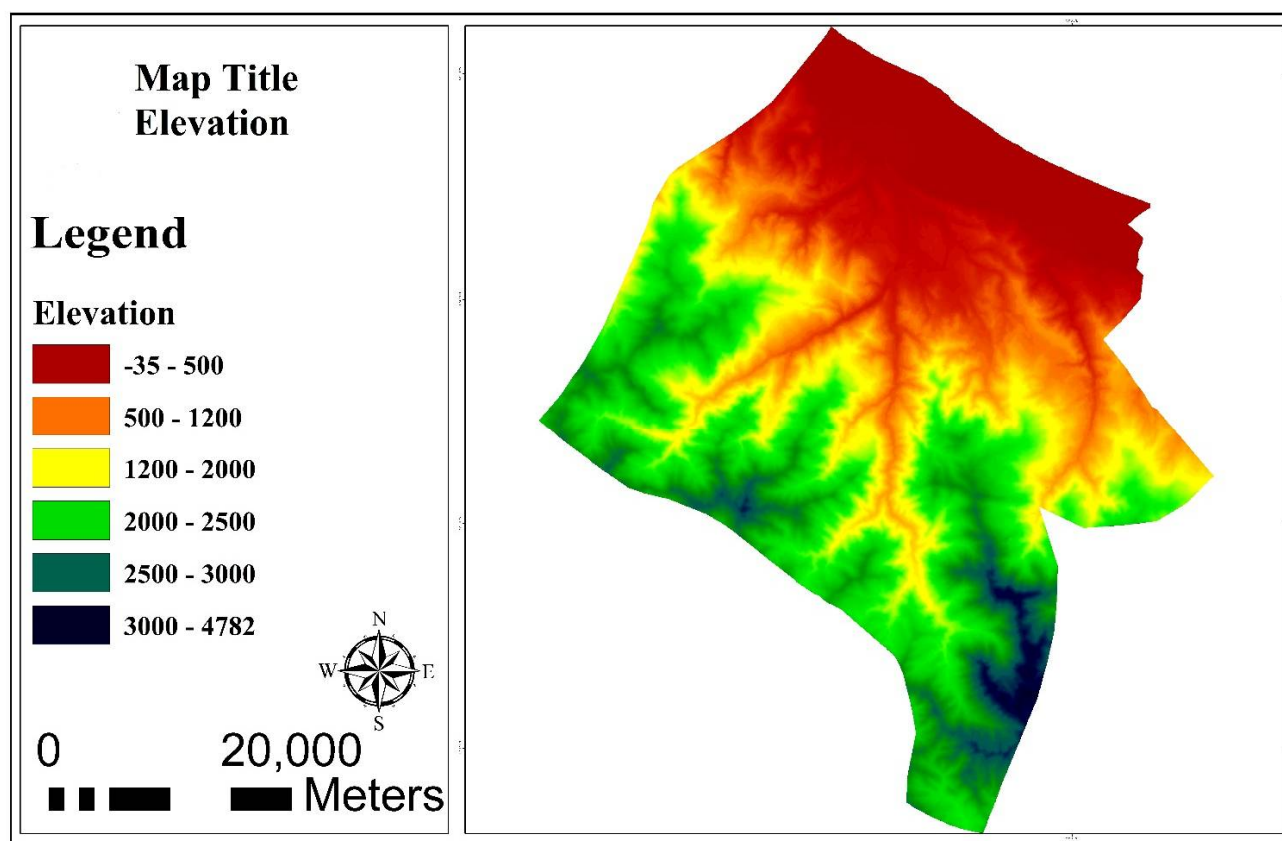 Map Title
Elevation
Legend
Elevation
-35 - 500
500 - 1200
1200 - 2000
2000 - 2500
2500 - 3000
3000 - 4782
N
W
E
S
0
20,000
Meters